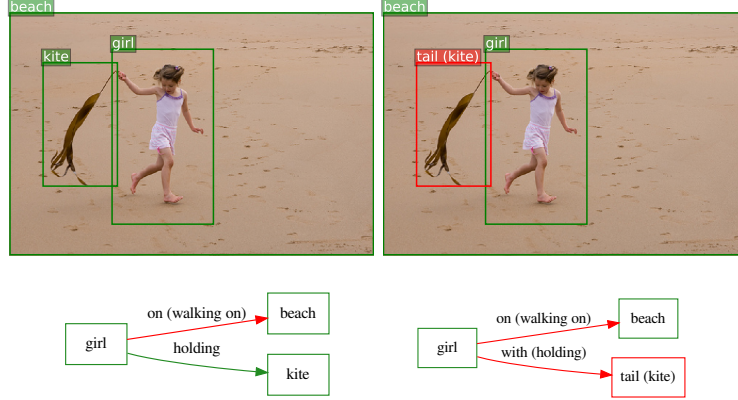 beach
girl
kite
beach
girl
tail (kite)
on (walking on)
beach
girl
holding
kite
on (walking on)
beach
girl
with (holding)
tail (kite)